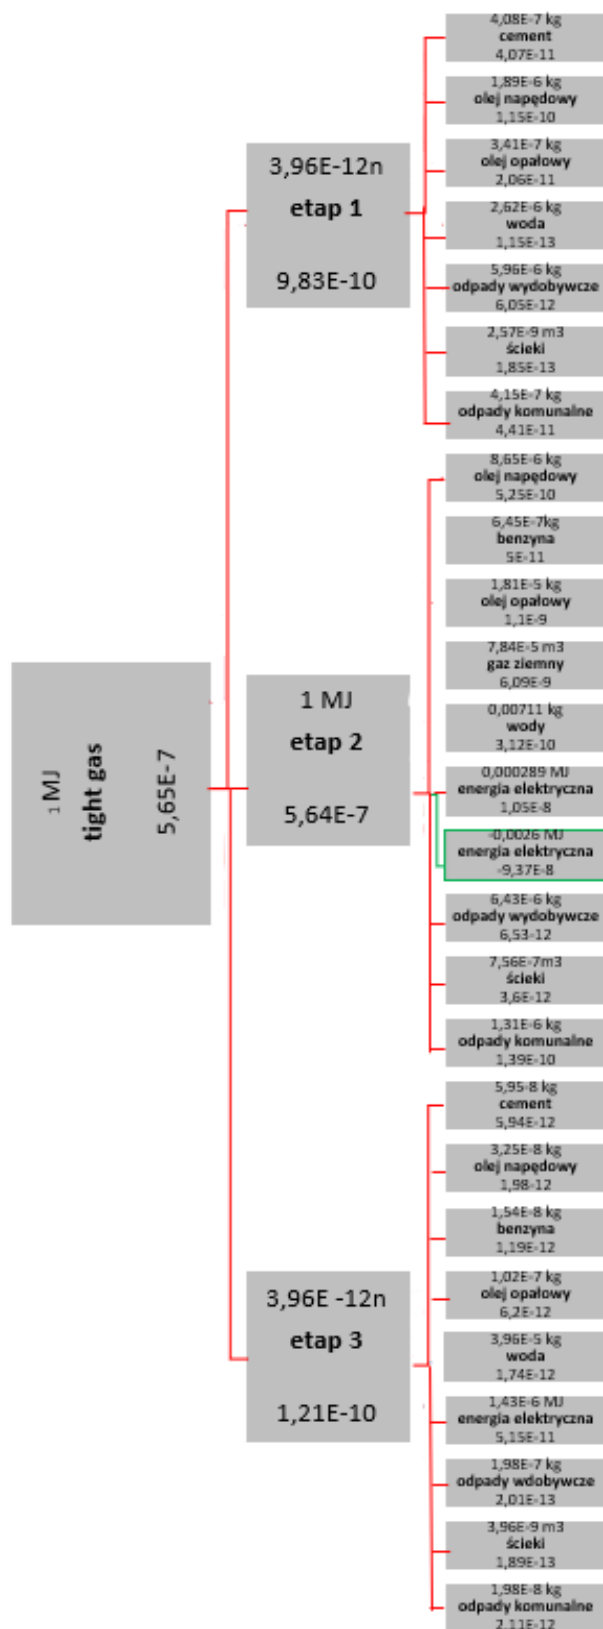 1 MJ
tight gas
5,65E-7
3,96E-12n
etap 1
9,83E-10
4,08E-7 kg
cement
4,07E-11
1,89E-6 kg
olej napędowy
1,15E-10
3,41E-7 kg
olej opałowy
2,06E-11
2,62E-6 kg
woda
1,15E-13
5,96E-6 kg
odpady wydobywcze
6,05E-12
2,57E-9 m3
ścieki
1,85E-13
4,15E-7 kg
odpady komunalne
4,41E-11
1 MJ
etap 2
5,64E-7
8,65E-6 kg
olej napędowy
5,25E-10
6,45E-7kg
benzyna
5E-11
1,81E-5 kg
olej opałowy
1,1E-9
7,84E-5 m3
gaz ziemny
6,09E-9
0,00711 kg
wody
3,12E-10
0,000289 MJ
energia elektryczna
1,05E-8
-0,0026 MJ
energia elektryczna
-9,37E-8
6,43E-6 kg
odpady wydobywcze
6,53-12
7,56E-7m3
ścieki
3,6E-12
1,31E-6 kg
odpady komunalne
1,39E-10
3,96E -12n
etap 3
1,21E-10
5,95-8 kg
cement
5,94E-12
3,25E-8 kg
olej napędowy
1,98-12
1,54E-8 kg
benzyna
1,19E-12
1,02E-7 kg
olej opałowy
6,2E-12
3,96E-5 kg
woda
1,74E-12
1,43E-6 MJ
energia elektryczna
5,15E-11
1,98E-7 kg
odpady wdobywcze
2,01E-13
3,96E-9 m3
ścieki
1,89E-13
1,98E-8 kg
odpady komunalne
2,11E-12